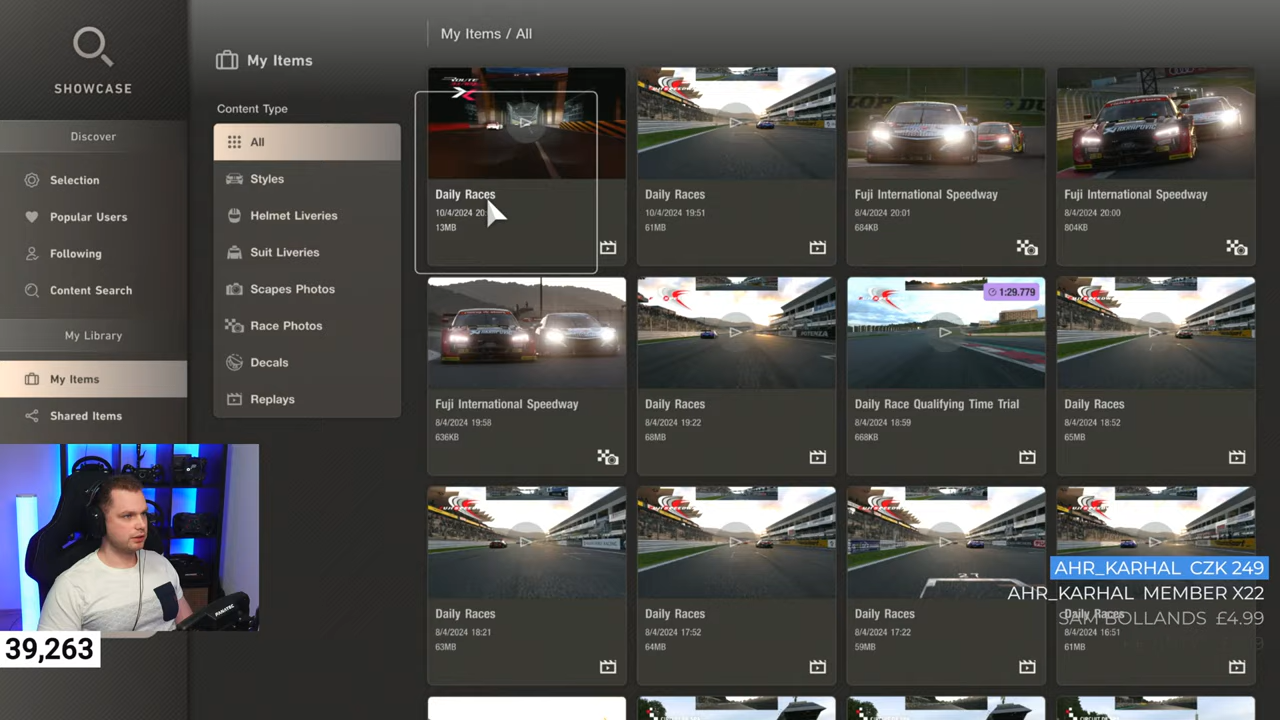 SHOWCASE
Discover
Selection
Popular Users
Following
Content Search
My Library
My Items
Shared Items
39,263
My Items
Content Type
All
Styles
Helmet Liveries
Suit Liveries
Scapes Photos
Race Photos
Decals
Replays
My Items / All
Daily Races
10/4/2024 20:
13MB
Daily Races
10/4/2024 19:51
61MB
Fuji International Speedway
8/4/2024 20:01
684KB
Fuji International Speedway
8/4/2024 20:00
804KB
Fuji International Speedway
8/4/2024 19:58
636KB
Daily Races
8/4/2024 19:22
68MB
1:29.779
Daily Race Qualifying Time Trial
8/4/2024 18:59
668KB
Daily Races
8/4/2024 18:52
65MB
Daily Races
8/4/2024 18:21
63MB
Daily Races
8/4/2024 17:52
64MB
Daily Races
8/4/2024 17:22
59MB
Daily Races
8/4/2024 16:51
61MB
AHR_KARHAL CZK 249
AHR_KARHAL MEMBER X22
SAM BOLLANDS £4.99
FANATEC